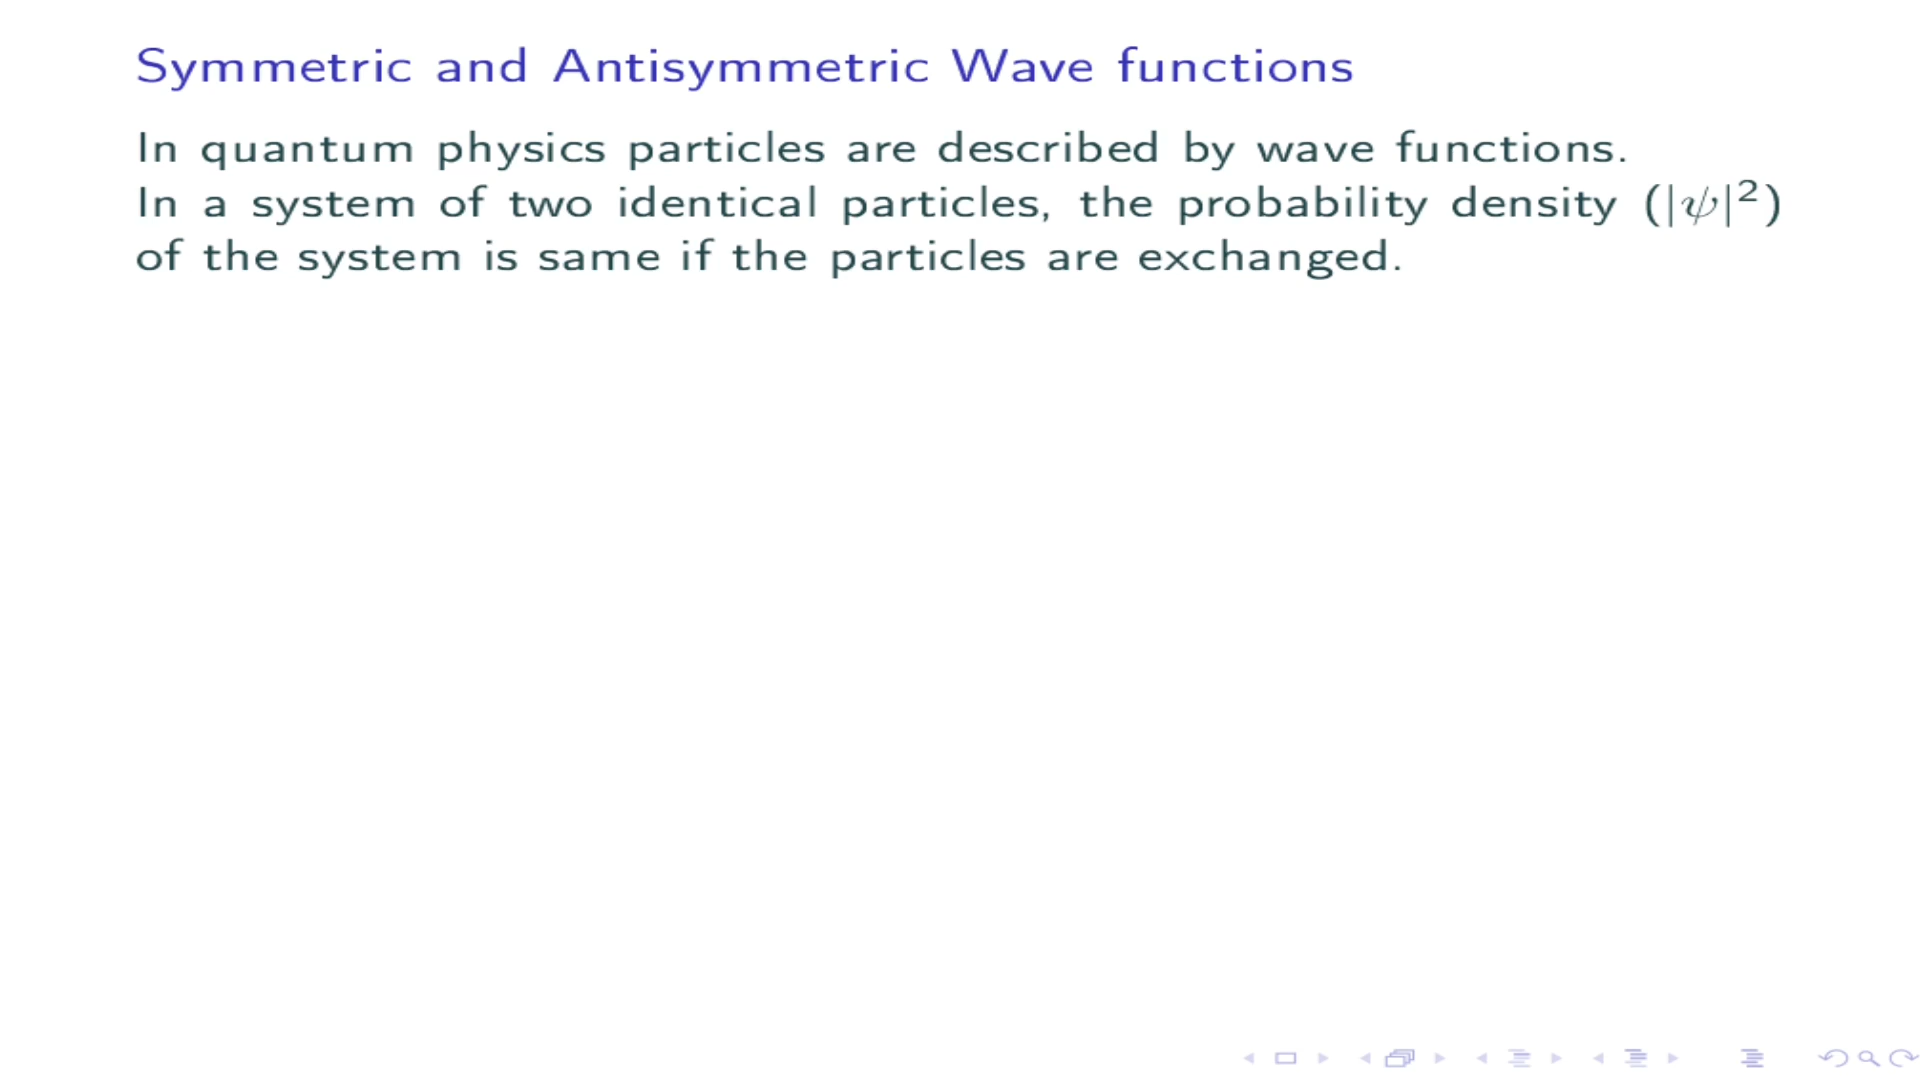 Symmetric and Antisymmetric Wave functions
In quantum physics particles are described by wave functions.
In a system of two identical particles, the probability density (|ψ|²)
of the system is same if the particles are exchanged.